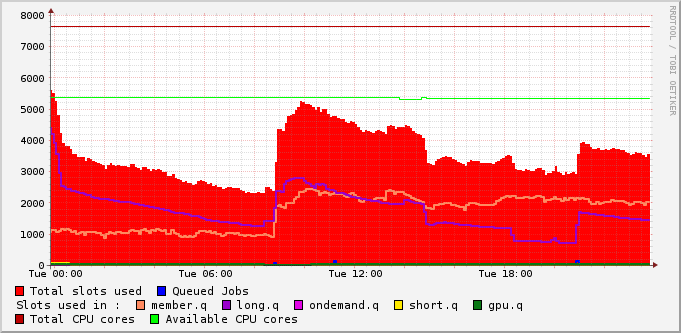 8000
7000
6000
5000
4000
3000
2000
1000
0
Tue 00:00 Tue 06:00 Tue 12:00 Tue 18:00
RRDTOOL / TOBI OETIKER
Total slots used Queued Jobs
Slots used in : member.q long.q ondemand.q short.q gpu.q
Total CPU cores Available CPU cores